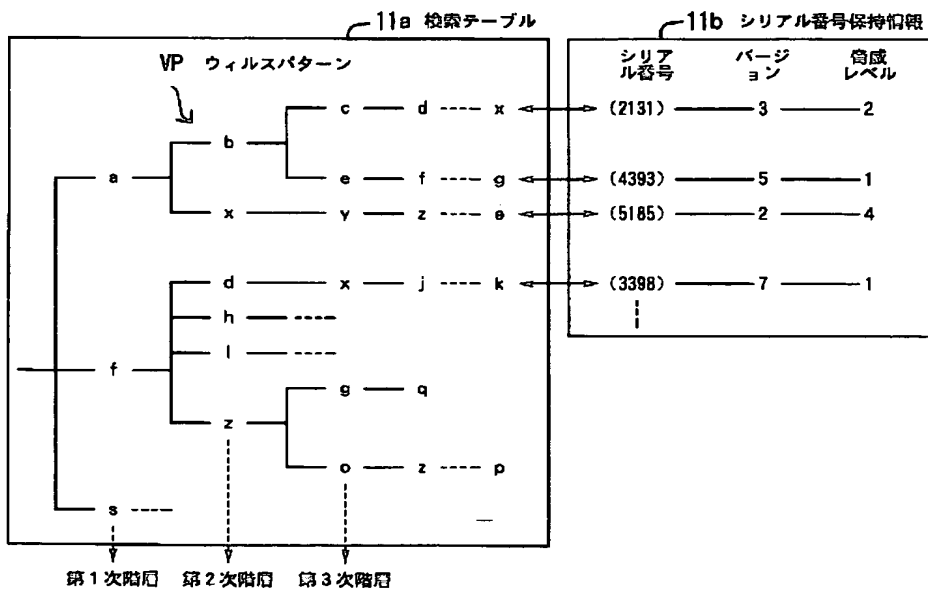 11a 検索テーブル
11b シリアル番号保持情報
VP ウィルスパターン
シリア バージ 脅威
ル番号 ョン レベル
c d x (2131) 3 2
b
a e f g (4393) 5 1
x y z e (5185) 2 4
d x j k (3398) 7 1
h
l
f
g q
z
o z p
s
第1次階層 第2次階層 第3次階層